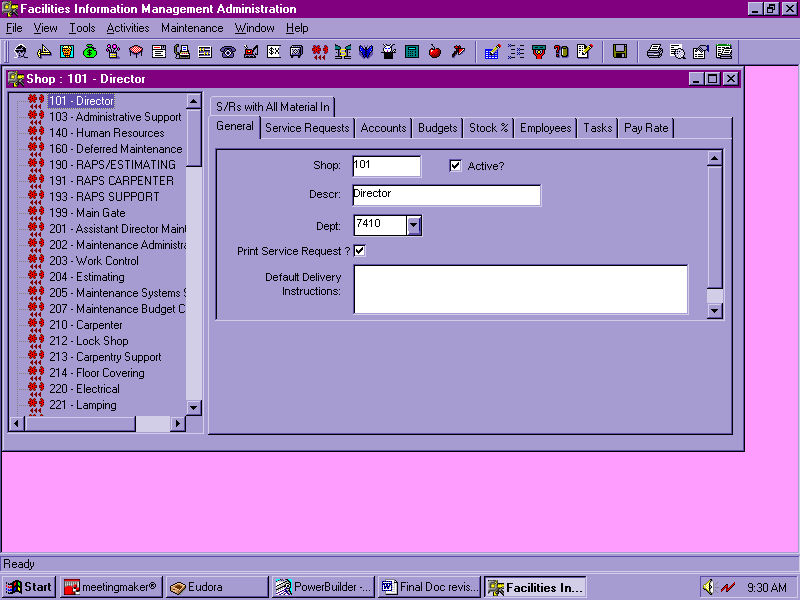 Facilities Information Management Administration
File View Tools Activities Maintenance Window Help
Shop : 101 - Director
101 - Director
103 - Administrative Support
140 - Human Resources
160 - Deferred Maintenance
190 - RAPS/ESTIMATING
191 - RAPS CARPENTER
193 - RAPS SUPPORT
199 - Main Gate
201 - Assistant Director Main
202 - Maintenance Administra
203 - Work Control
204 - Estimating
205 - Maintenance Systems S
207 - Maintenance Budget C
210 - Carpenter
212 - Lock Shop
213 - Carpentry Support
214 - Floor Covering
220 - Electrical
221 - Lamping
S/Rs with All Material In
General Service Requests Accounts Budgets Stock % Employees Tasks Pay Rate
Shop: 101 Active?
Descr: Director
Dept: 7410
Print Service Request ?
Default Delivery
Instructions:
Ready
Start meetingmaker® Eudora PowerBuilder -... Final Doc revis... Facilities In... 9:30 AM